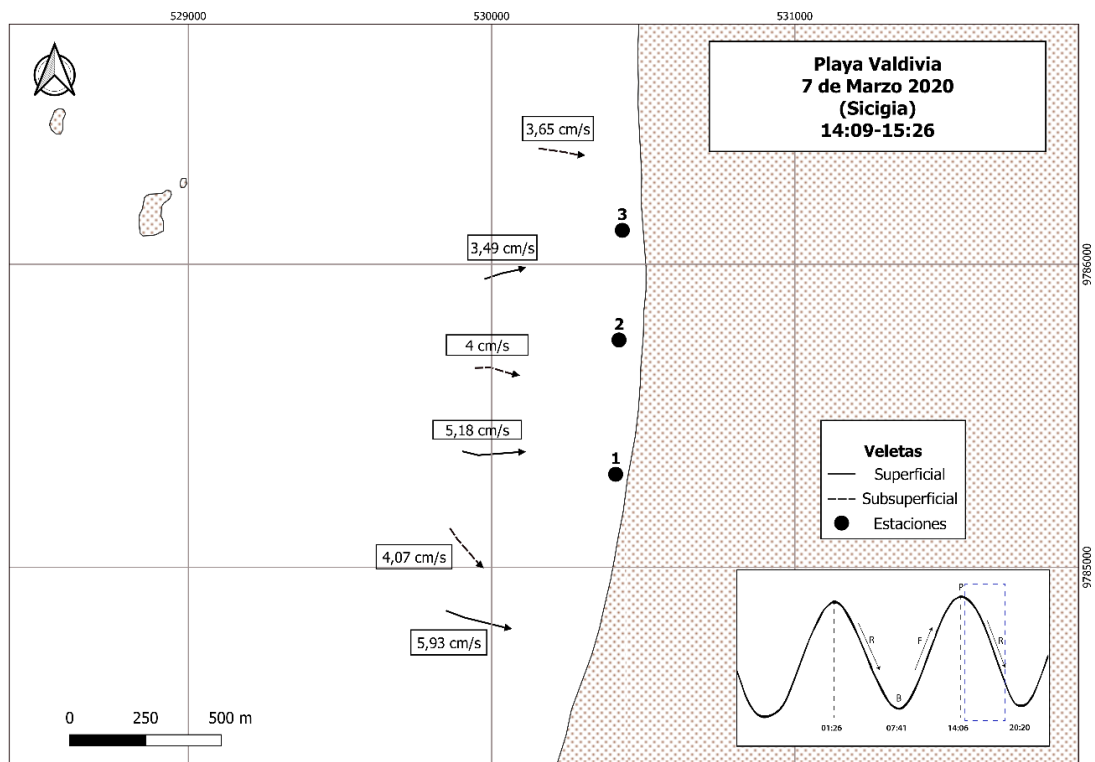 529000
530000
531000
Playa Valdivia
7 de Marzo 2020
(Sicigia)
14:09-15:26
3,65 cm/s
3
3,49 cm/s
9786000
2
4 cm/s
5,18 cm/s
1
Veletas
Superficial
Subsuperficial
Estaciones
4,07 cm/s
9785000
5,93 cm/s
P
R
F
R
B
01:26
07:41
14:06
20:20
0
250
500 m